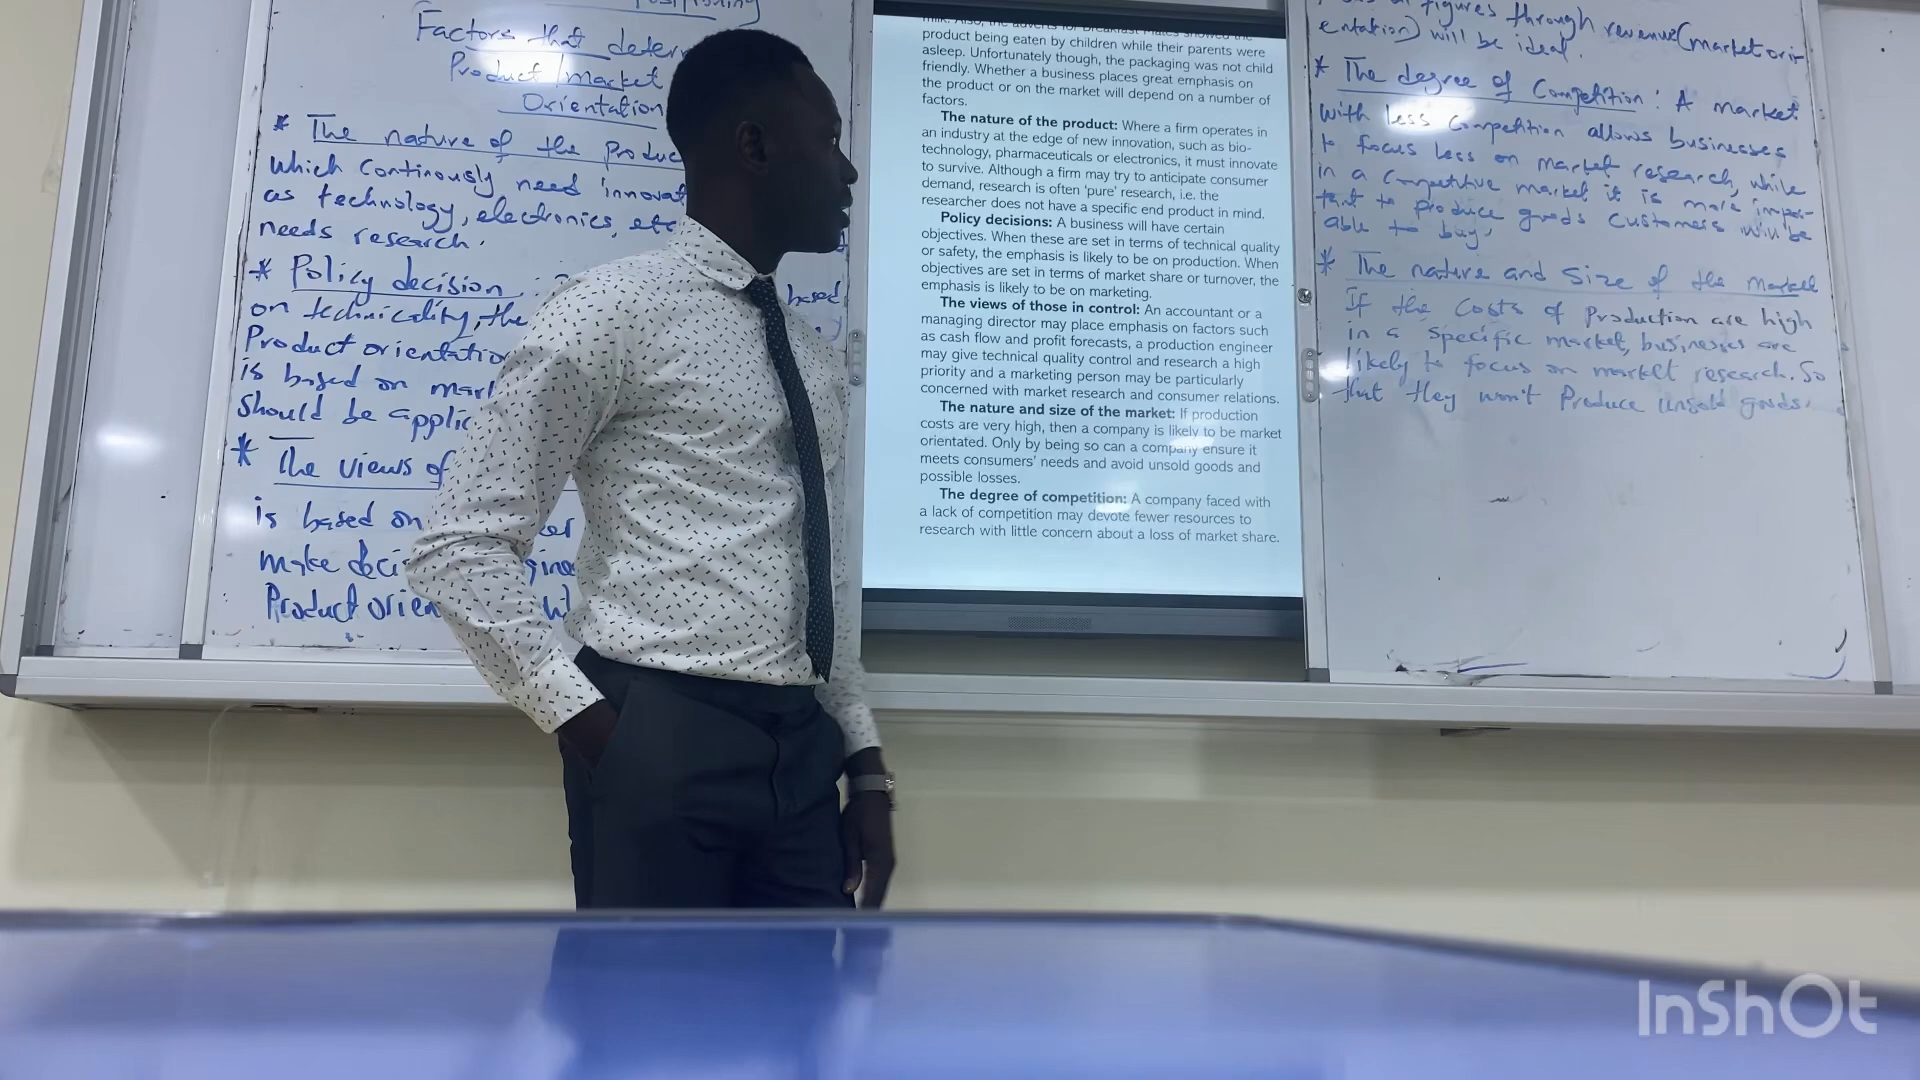 Positioning
Factors that deter
Product/market
Orientation
* The nature of the produc
which continously need innovat
as technology, electronics, etc
needs research.
* Policy decision :
based
on technicality, the
Product orientatio
is based on mark
should be applic
* The views of
is based on
make deci
Product orien
milk. Also, the adverts for Breakfast Mates showed the
product being eaten by children while their parents were
asleep. Unfortunately though, the packaging was not child
friendly. Whether a business places great emphasis on
the product or on the market will depend on a number of
factors.
The nature of the product: Where a firm operates in
an industry at the edge of new innovation, such as bio-
technology, pharmaceuticals or electronics, it must innovate
to survive. Although a firm may try to anticipate consumer
demand, research is often 'pure' research, i.e. the
researcher does not have a specific end product in mind.
Policy decisions: A business will have certain
objectives. When these are set in terms of technical quality
or safety, the emphasis is likely to be on production. When
objectives are set in terms of market share or turnover, the
emphasis is likely to be on marketing.
The views of those in control: An accountant or a
managing director may place emphasis on factors such
as cash flow and profit forecasts, a production engineer
may give technical quality control and research a high
priority and a marketing person may be particularly
concerned with market research and consumer relations.
The nature and size of the market: If production
costs are very high, then a company is likely to be market
orientated. Only by being so can a company ensure it
meets consumers' needs and avoid unsold goods and
possible losses.
The degree of competition: A company faced with
a lack of competition may devote fewer resources to
research with little concern about a loss of market share.
figures through revenue (market ori-
entation) will be ideal.
* The degree of Competition : A market
with less competition allows businesses
to focus less on market research, while
in a competitive market it is more impor-
tant to produce goods customers will be
able to buy.
* The nature and size of the market
If the costs of production are high
in a specific market, businesses are
likely to focus on market research. So
that they won't produce unsold goods.
InShOt